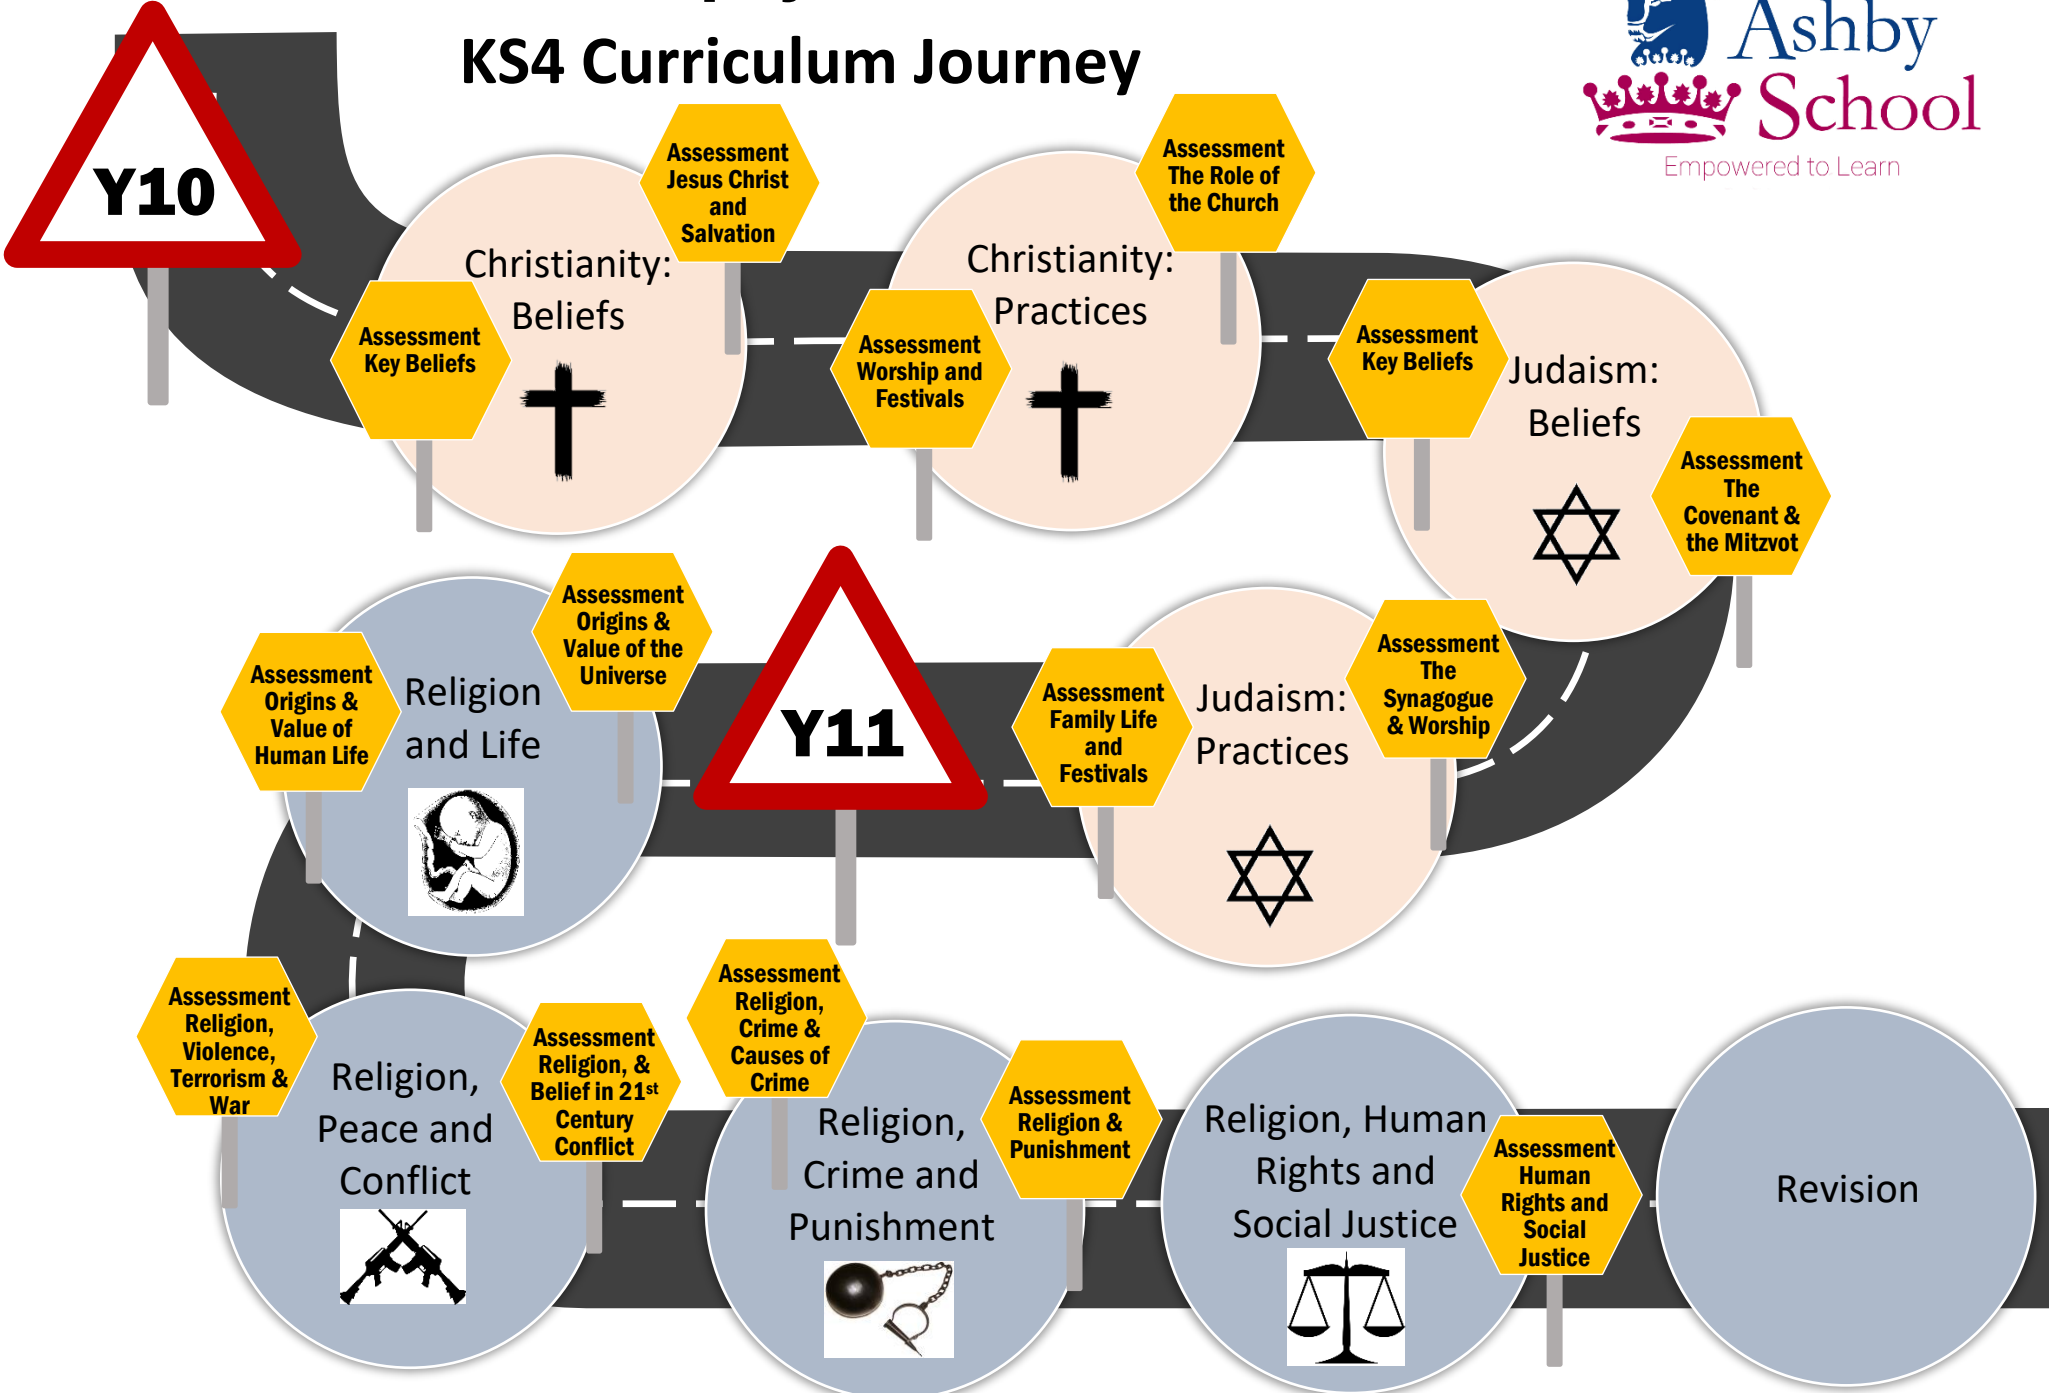 KS4 Curriculum Journey
Ashby
School
Empowered to Learn
Y10
Christianity:
Beliefs
Assessment
Key Beliefs
Assessment
Jesus Christ
and
Salvation
Christianity:
Practices
Assessment
Worship and
Festivals
Assessment
The Role of
the Church
Judaism:
Beliefs
Assessment
Key Beliefs
Assessment
The
Covenant &
the Mitzvot
Judaism:
Practices
Assessment
The
Synagogue
& Worship
Assessment
Family Life
and
Festivals
Y11
Religion
and Life
Assessment
Origins &
Value of the
Universe
Assessment
Origins &
Value of
Human Life
Religion,
Peace and
Conflict
Assessment
Religion,
Violence,
Terrorism &
War
Assessment
Religion, &
Belief in 21st
Century
Conflict
Religion,
Crime and
Punishment
Assessment
Religion,
Crime &
Causes of
Crime
Assessment
Religion &
Punishment
Religion, Human
Rights and
Social Justice
Assessment
Human
Rights and
Social
Justice
Revision